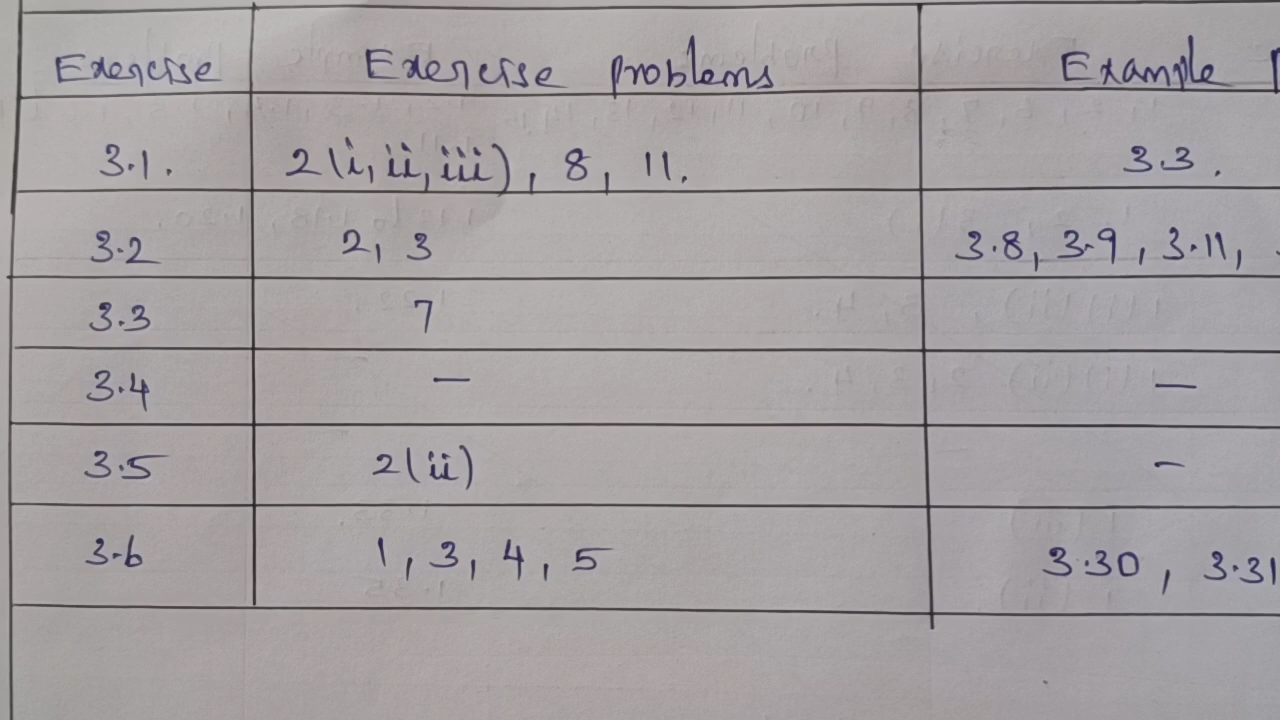 Exercise Exercise problems Example
3.1. 2(i, ii, iii), 8, 11. 3.3.
3.2 2, 3 3.8, 3.9, 3.11,
3.3 7
3.4 — —
3.5 2(ii) -
3.6 1, 3, 4, 5 3.30, 3.31